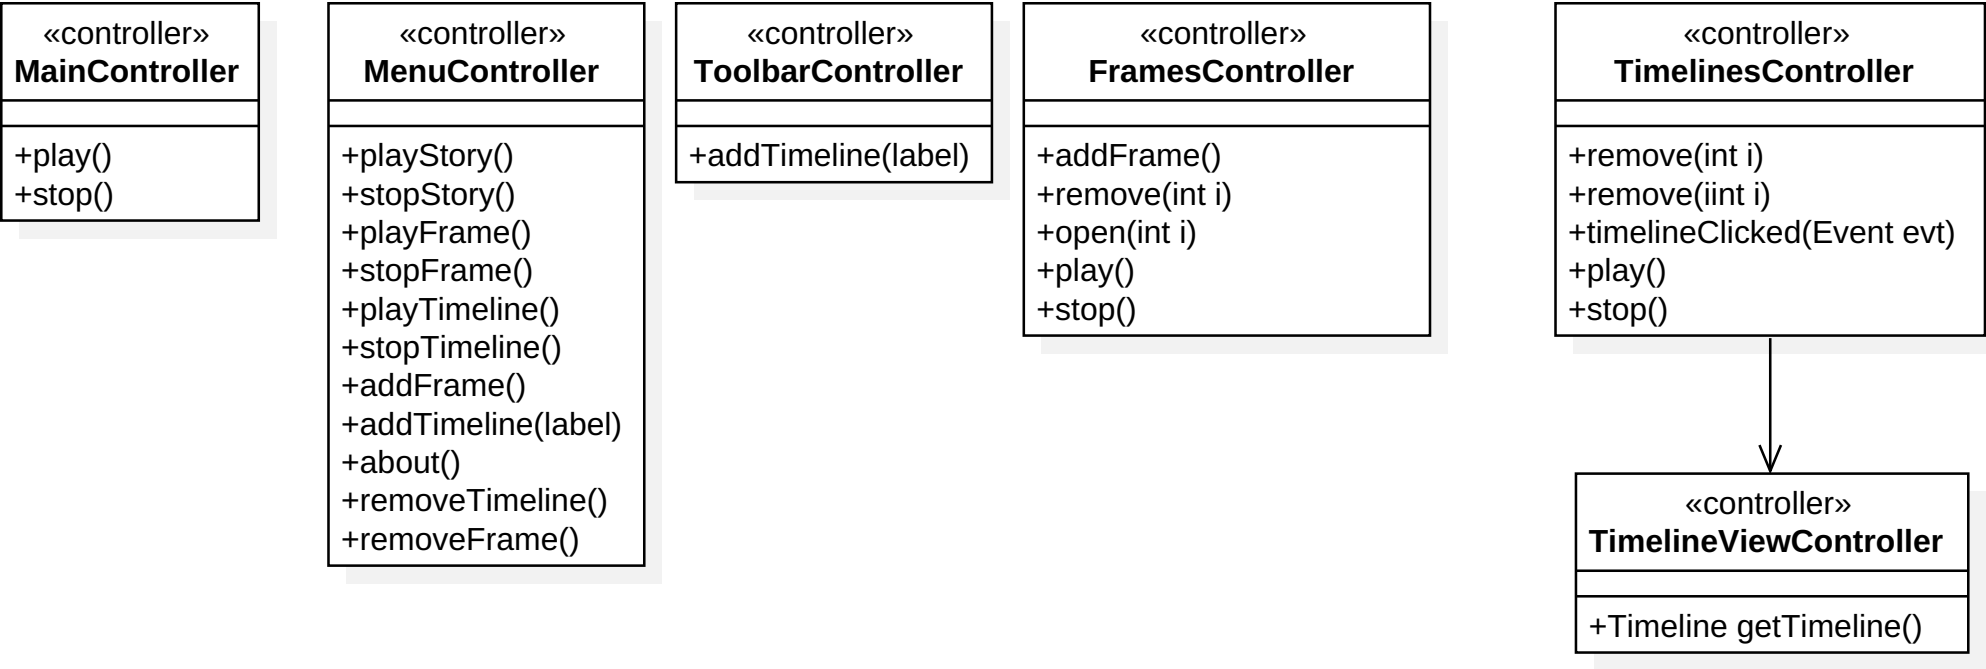 «controller»
MainController
+play()
+stop()
«controller»
MenuController
+playStory()
+stopStory()
+playFrame()
+stopFrame()
+playTimeline()
+stopTimeline()
+addFrame()
+addTimeline(label)
+about()
+removeTimeline()
+removeFrame()
«controller»
ToolbarController
+addTimeline(label)
«controller»
FramesController
+addFrame()
+remove(int i)
+open(int i)
+play()
+stop()
«controller»
TimelinesController
+remove(int i)
+remove(iint i)
+timelineClicked(Event evt)
+play()
+stop()
«controller»
TimelineViewController
+Timeline getTimeline()